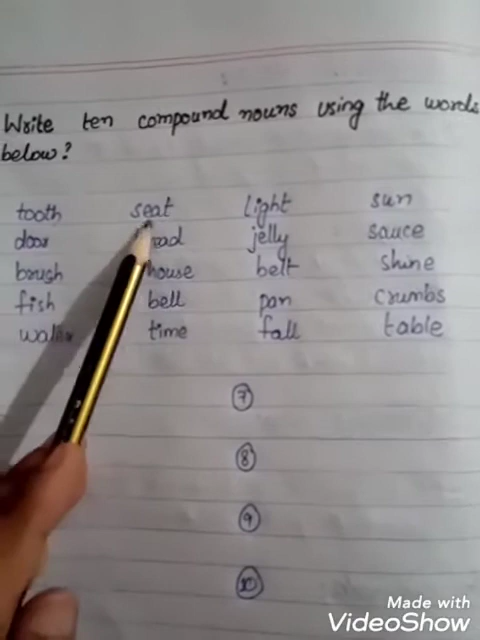 Write ten compound nouns using the words
below?
tooth seat light sun
door jelly sauce
brush house belt shine
fish bell pan crumbs
time fall table
7
8
9
10
Made with
VideoShow